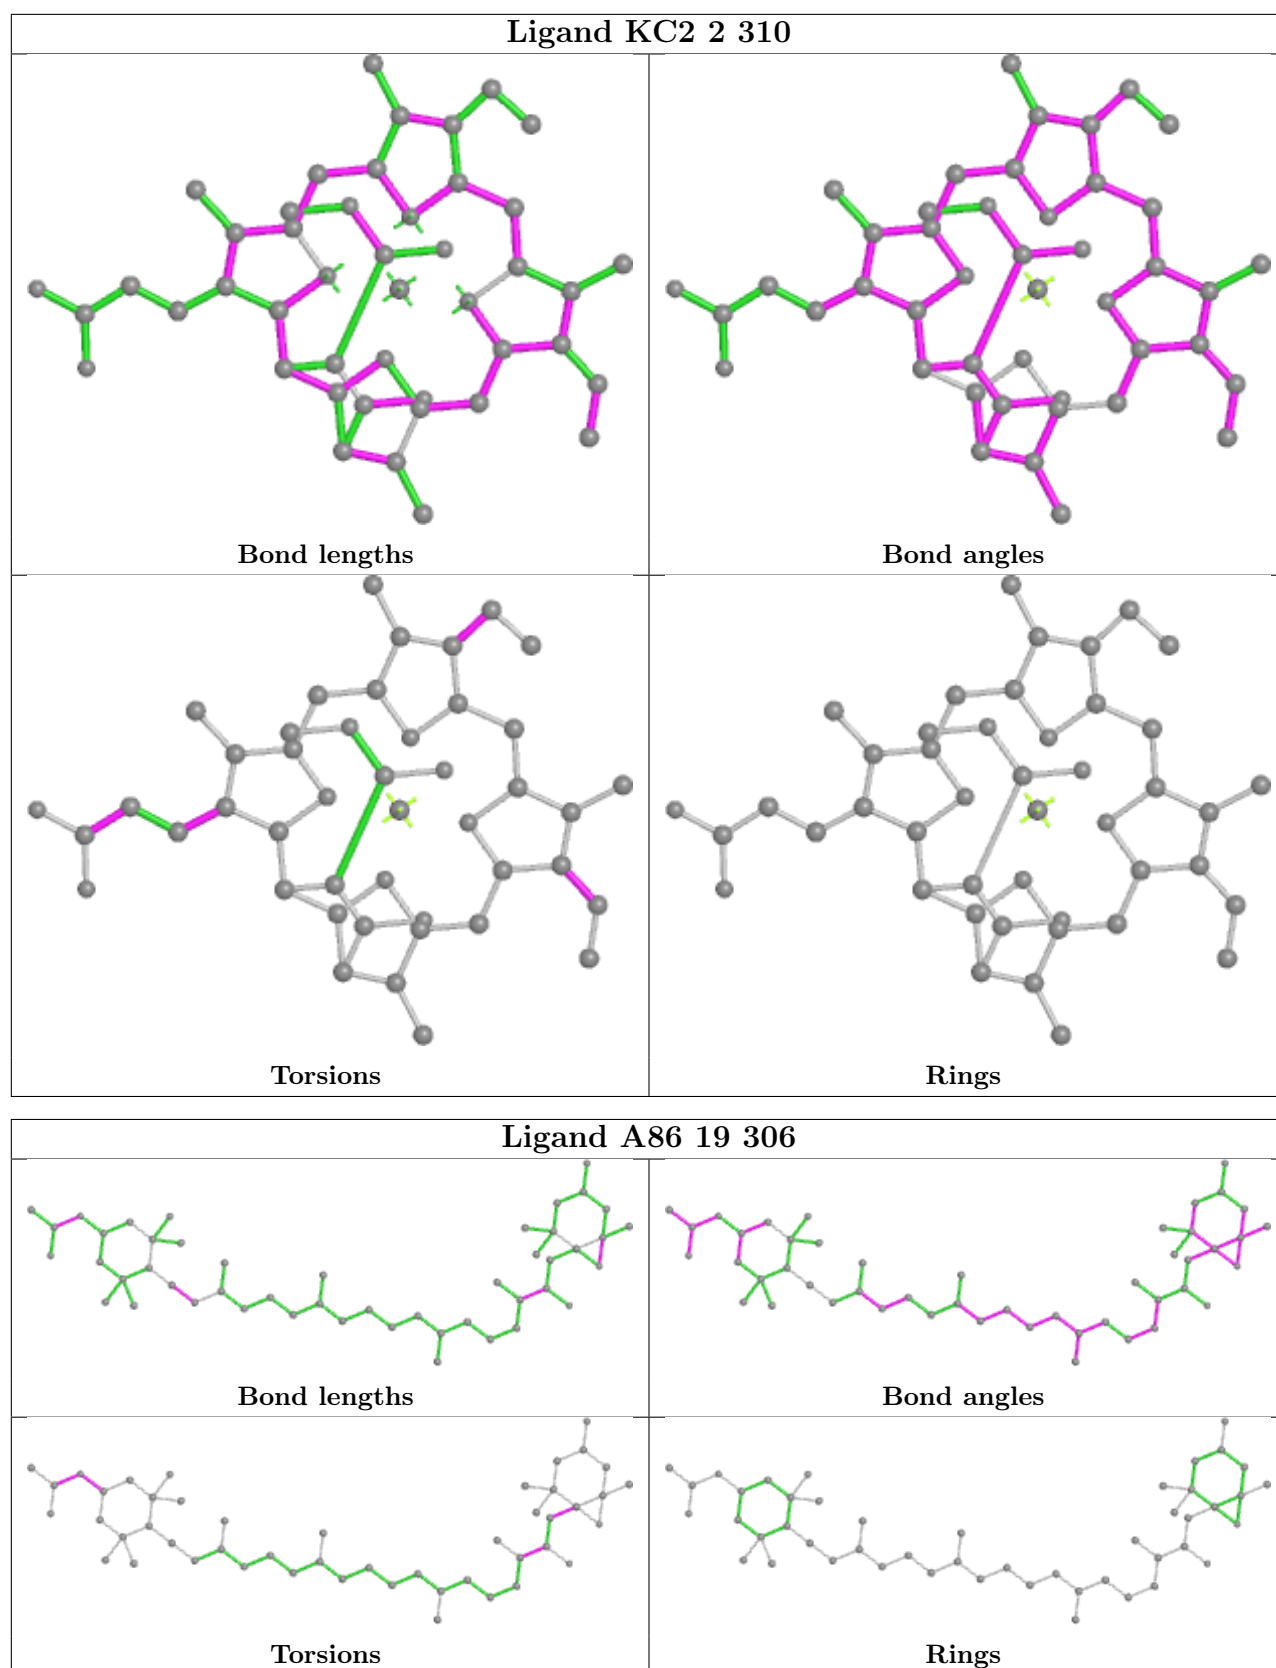 Ligand KC2 2 310
Bond lengths
Bond angles
Torsions
Rings
Ligand A86 19 306
Bond lengths
Bond angles
Torsions
Rings